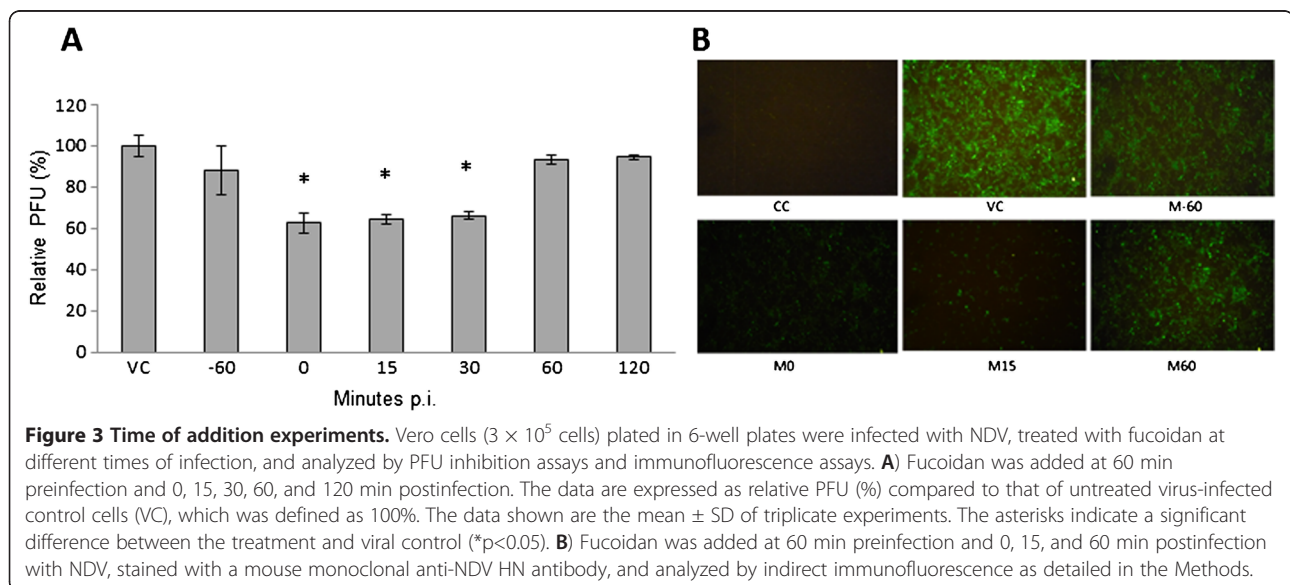 A
B
120
100
80
60
40
20
0
Relative PFU (%)
*
*
*
VC
-60
0
15
30
60
120
Minutes p.i.
CC
VC
M-60
M0
M15
M60
Figure 3 Time of addition experiments. Vero cells (3 × 10⁵ cells) plated in 6-well plates were infected with NDV, treated with fucoidan at
different times of infection, and analyzed by PFU inhibition assays and immunofluorescence assays. A) Fucoidan was added at 60 min
preinfection and 0, 15, 30, 60, and 120 min postinfection. The data are expressed as relative PFU (%) compared to that of untreated virus-infected
control cells (VC), which was defined as 100%. The data shown are the mean ± SD of triplicate experiments. The asterisks indicate a significant
difference between the treatment and viral control (*p<0.05). B) Fucoidan was added at 60 min preinfection and 0, 15, and 60 min postinfection
with NDV, stained with a mouse monoclonal anti-NDV HN antibody, and analyzed by indirect immunofluorescence as detailed in the Methods.